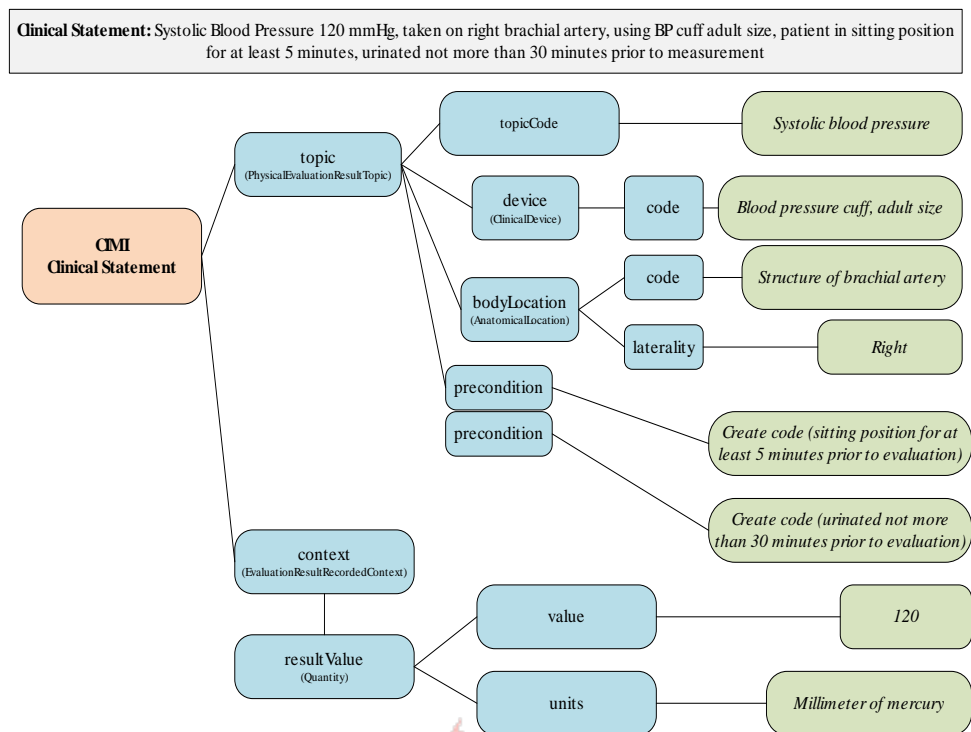 Clinical Statement: Systolic Blood Pressure 120 mmHg, taken on right brachial artery, using BP cuff adult size, patient in sitting position
for at least 5 minutes, urinated not more than 30 minutes prior to measurement
topicCode
Systolic blood pressure
topic
(PhysicalEvaluationResultTopic)
device
(ClinicalDevice)
code
Blood pressure cuff, adult size
CIMI
Clinical Statement
bodyLocation
(AnatomicalLocation)
code
Structure of brachial artery
laterality
Right
precondition
precondition
Create code (sitting position for at
least 5 minutes prior to evaluation)
Create code (urinated not more
than 30 minutes prior to evaluation)
context
(EvaluationResultRecordedContext)
value
120
resultValue
(Quantity)
units
Millimeter of mercury